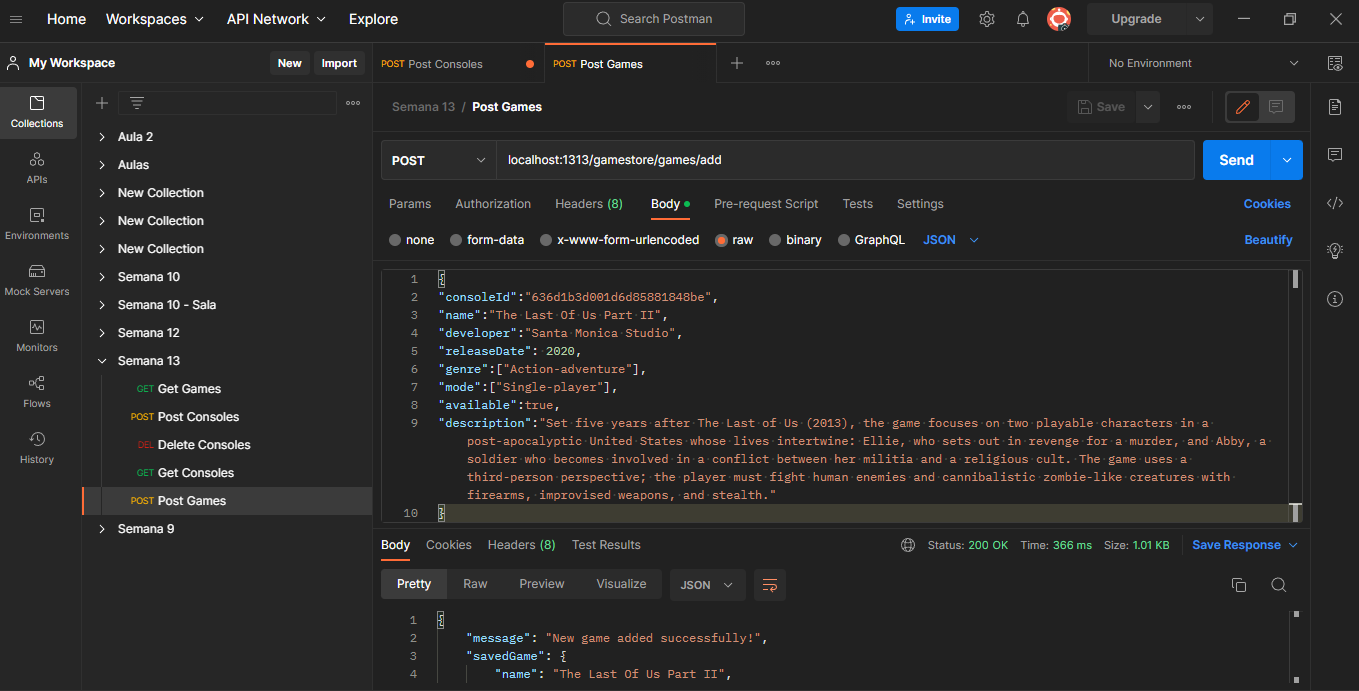 Home Workspaces API Network Explore Search Postman Invite Upgrade
My Workspace New Import POST Post Consoles POST Post Games No Environment
Collections
APIs
Environments
Mock Servers
Monitors
Flows
History
Aula 2
Aulas
New Collection
New Collection
New Collection
Semana 10
Semana 10 - Sala
Semana 12
Semana 13
GET Get Games
POST Post Consoles
DEL Delete Consoles
GET Get Consoles
POST Post Games
Semana 9
Semana 13 / Post Games Save
POST localhost:1313/gamestore/games/add Send
Params Authorization Headers (8) Body Pre-request Script Tests Settings Cookies
none form-data x-www-form-urlencoded raw binary GraphQL JSON Beautify
1 {
2 "consoleId":"636d1b3d001d6d85881848be",
3 "name":"The Last Of Us Part II",
4 "developer":"Santa Monica Studio",
5 "releaseDate": 2020,
6 "genre":["Action-adventure"],
7 "mode":["Single-player"],
8 "available":true,
9 "description":"Set five years after The Last of Us (2013), the game focuses on two playable characters in a
post-apocalyptic United States whose lives intertwine: Ellie, who sets out in revenge for a murder, and Abby, a
soldier who becomes involved in a conflict between her militia and a religious cult. The game uses a
third-person perspective; the player must fight human enemies and cannibalistic zombie-like creatures with
firearms, improvised weapons, and stealth."
10 }
Body Cookies Headers (8) Test Results Status: 200 OK Time: 366 ms Size: 1.01 KB Save Response
Pretty Raw Preview Visualize JSON
1 {
2 "message": "New game added successfully!",
3 "savedGame": {
4 "name": "The Last Of Us Part II",